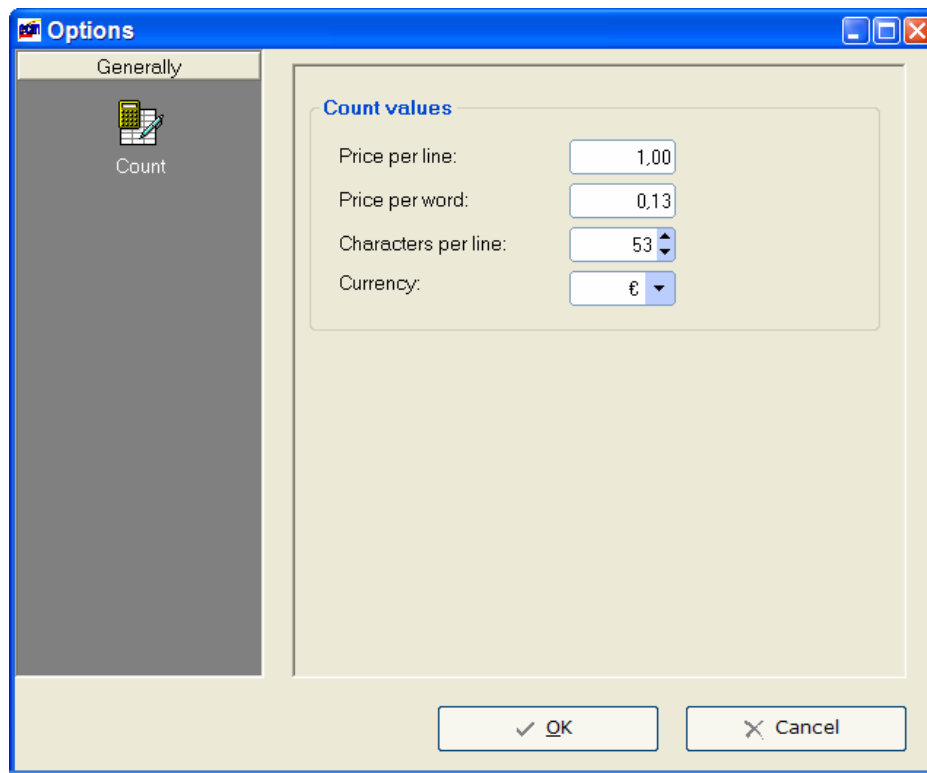 Options
Generally
Count
Count values
Price per line: 1,00
Price per word: 0,13
Characters per line: 53
Currency: €
OK
Cancel